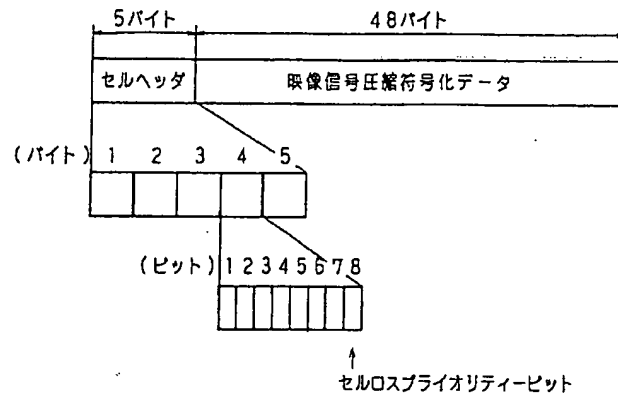 5バイト 48バイト
セルヘッダ 映像信号圧縮符号化データ
(バイト) 1 2 3 4 5
(ビット) 1 2 3 4 5 6 7 8
セルロスプライオリティービット